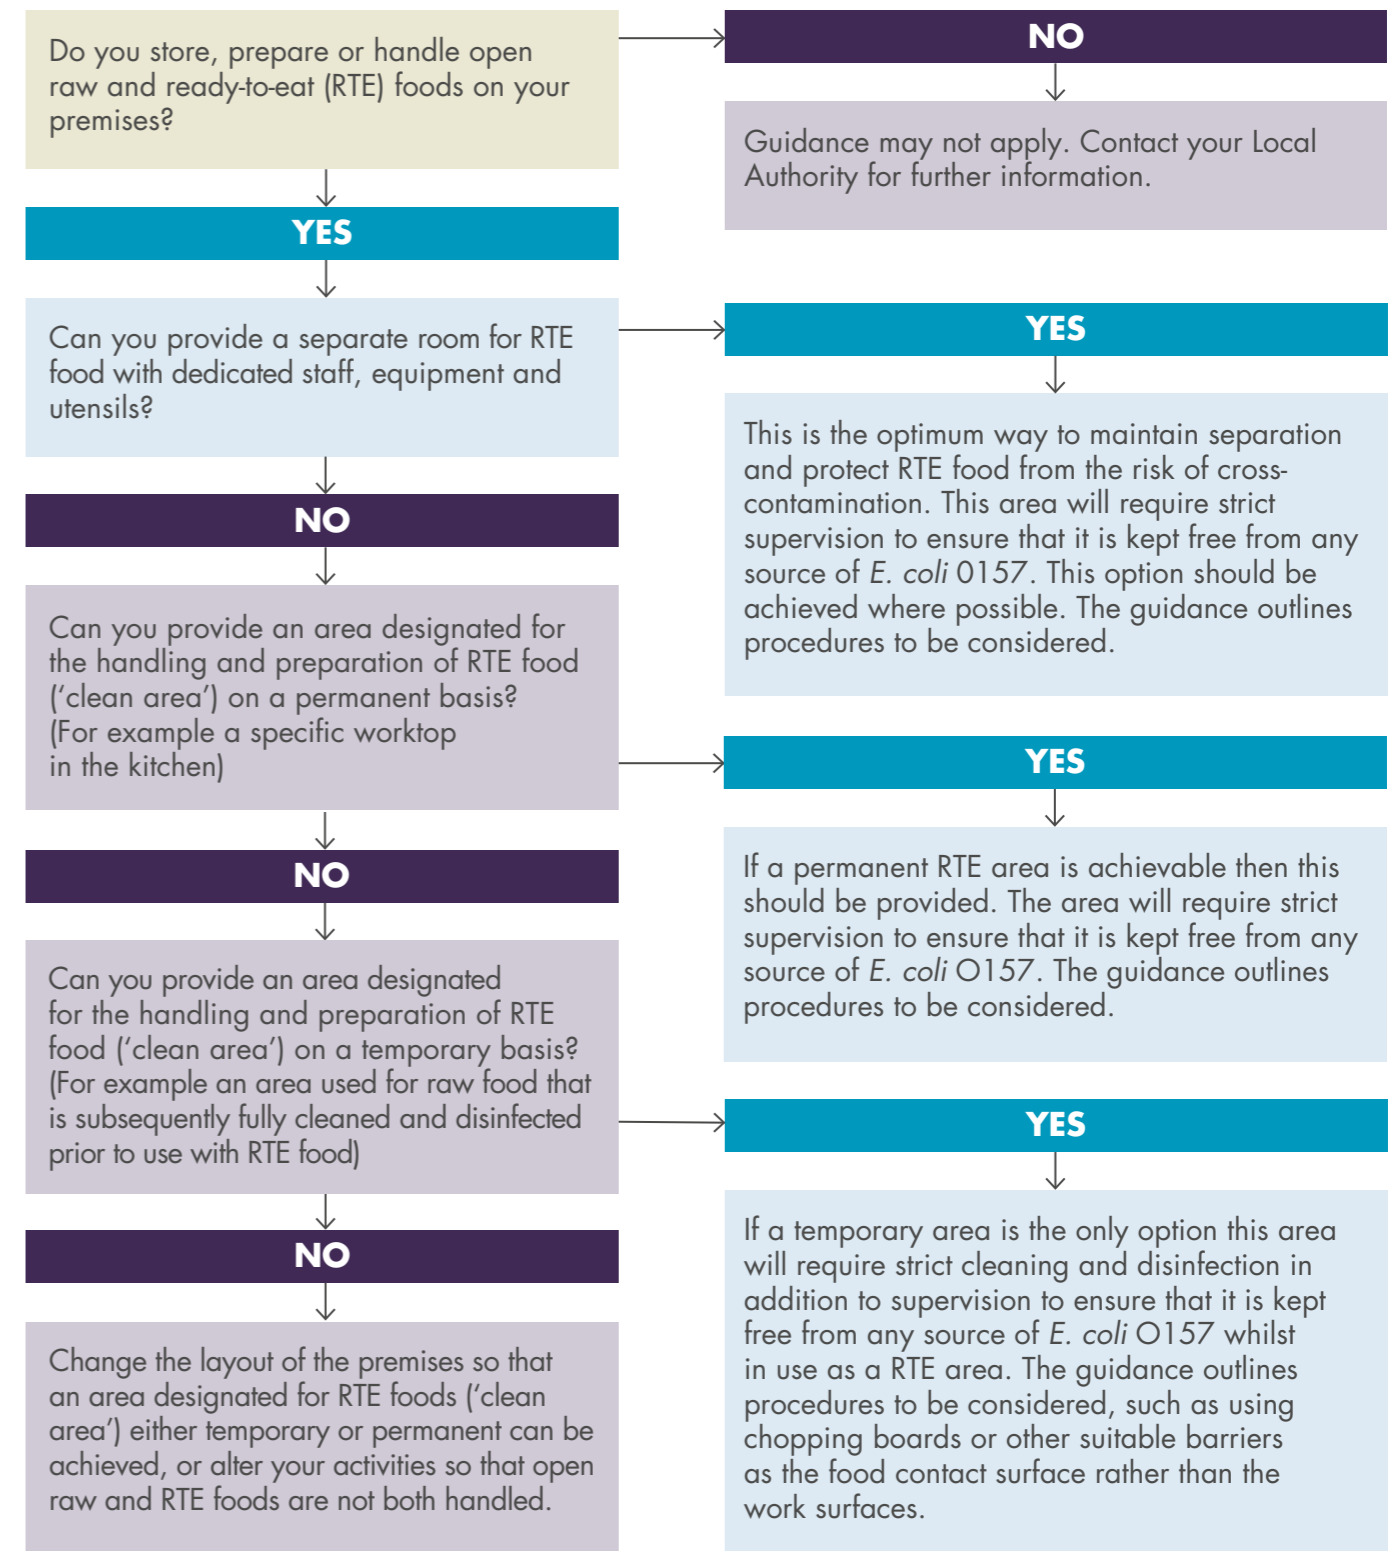 Do you store, prepare or handle open
raw and ready-to-eat (RTE) foods on your
premises?
NO
Guidance may not apply. Contact your Local
Authority for further information.
YES
Can you provide a separate room for RTE
food with dedicated staff, equipment and
utensils?
YES
This is the optimum way to maintain separation
and protect RTE food from the risk of cross-
contamination. This area will require strict
supervision to ensure that it is kept free from any
source of E. coli 0157. This option should be
achieved where possible. The guidance outlines
procedures to be considered.
NO
Can you provide an area designated for
the handling and preparation of RTE food
(‘clean area’) on a permanent basis?
(For example a specific worktop
in the kitchen)
YES
If a permanent RTE area is achievable then this
should be provided. The area will require strict
supervision to ensure that it is kept free from any
source of E. coli O157. The guidance outlines
procedures to be considered.
NO
Can you provide an area designated
for the handling and preparation of RTE
food (‘clean area’) on a temporary basis?
(For example an area used for raw food that
is subsequently fully cleaned and disinfected
prior to use with RTE food)
YES
If a temporary area is the only option this area
will require strict cleaning and disinfection in
addition to supervision to ensure that it is kept
free from any source of E. coli O157 whilst
in use as a RTE area. The guidance outlines
procedures to be considered, such as using
chopping boards or other suitable barriers
as the food contact surface rather than the
work surfaces.
NO
Change the layout of the premises so that
an area designated for RTE foods (‘clean
area’) either temporary or permanent can be
achieved, or alter your activities so that open
raw and RTE foods are not both handled.